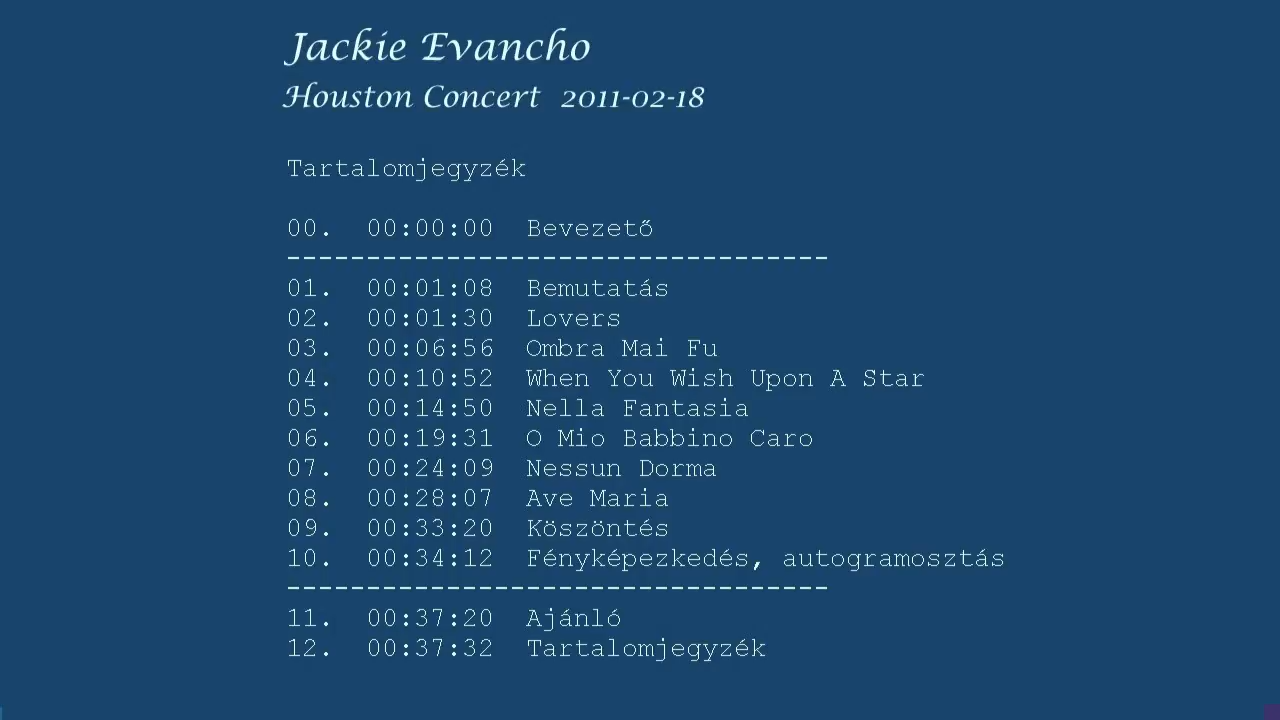 Jackie Evancho
Houston Concert 2011-02-18
Tartalomjegyzék
00. 00:00:00 Bevezető
----------------------------------
01. 00:01:08 Bemutatás
02. 00:01:30 Lovers
03. 00:06:56 Ombra Mai Fu
04. 00:10:52 When You Wish Upon A Star
05. 00:14:50 Nella Fantasia
06. 00:19:31 O Mio Babbino Caro
07. 00:24:09 Nessun Dorma
08. 00:28:07 Ave Maria
09. 00:33:20 Köszöntés
10. 00:34:12 Fényképezkedés, autogramosztás
----------------------------------
11. 00:37:20 Ajánló
12. 00:37:32 Tartalomjegyzék